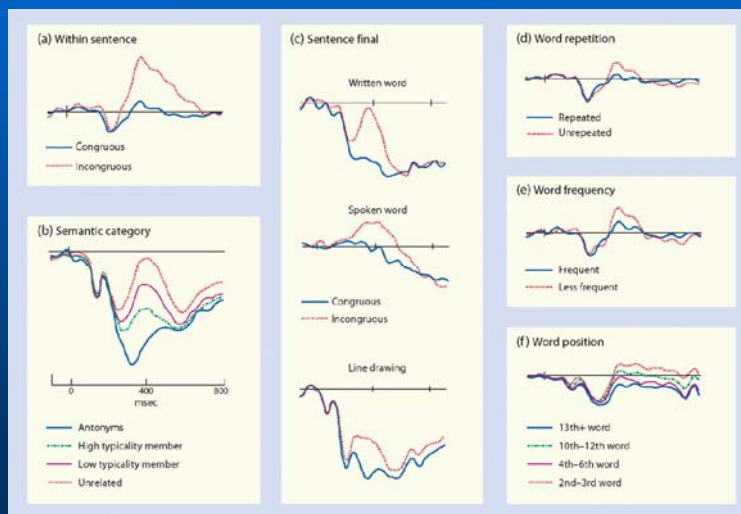 (a) Within sentence
Congruous
Incongruous
(b) Semantic category
0 400 800
msec
Antonyms
High typicality member
Low typicality member
Unrelated
(c) Sentence final
Written word
Spoken word
Congruous
Incongruous
Line drawing
(d) Word repetition
Repeated
Unrepeated
(e) Word frequency
Frequent
Less frequent
(f) Word position
13th+ word
10th–12th word
4th–6th word
2nd–3rd word